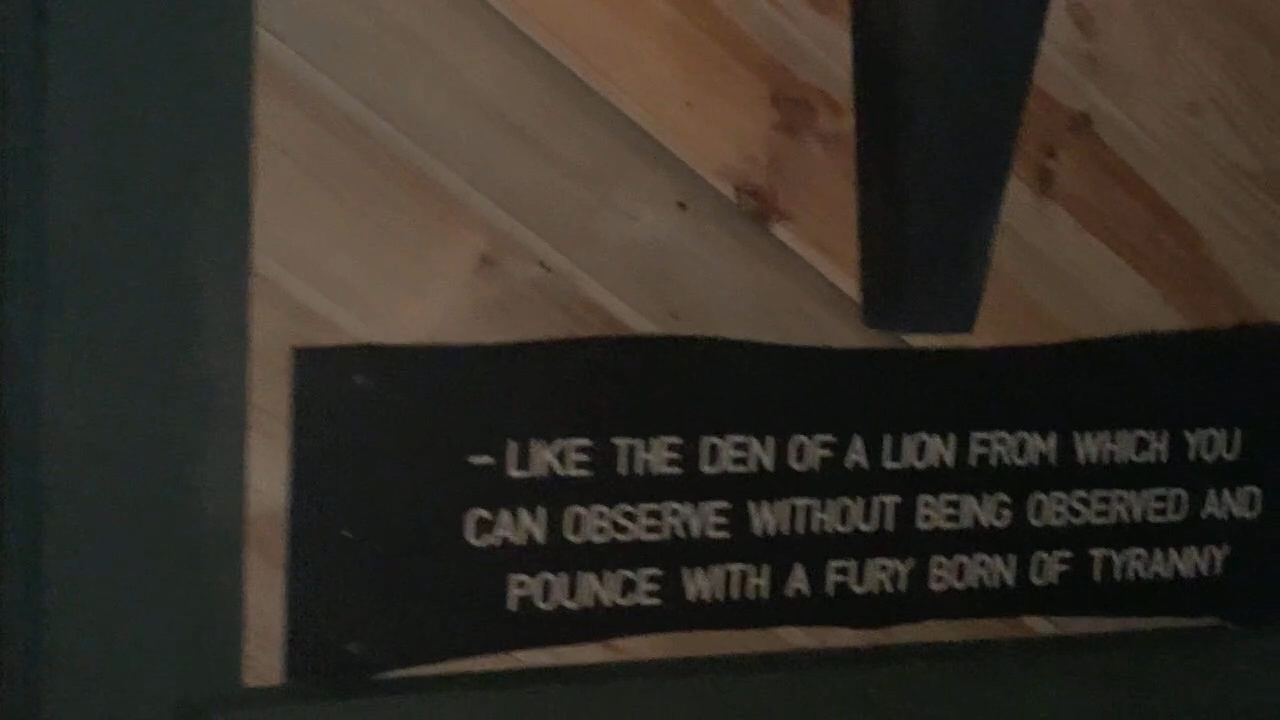 – LIKE THE DEN OF A LION FROM WHICH YOU
CAN OBSERVE WITHOUT BEING OBSERVED AND
POUNCE WITH A FURY BORN OF TYRANNY